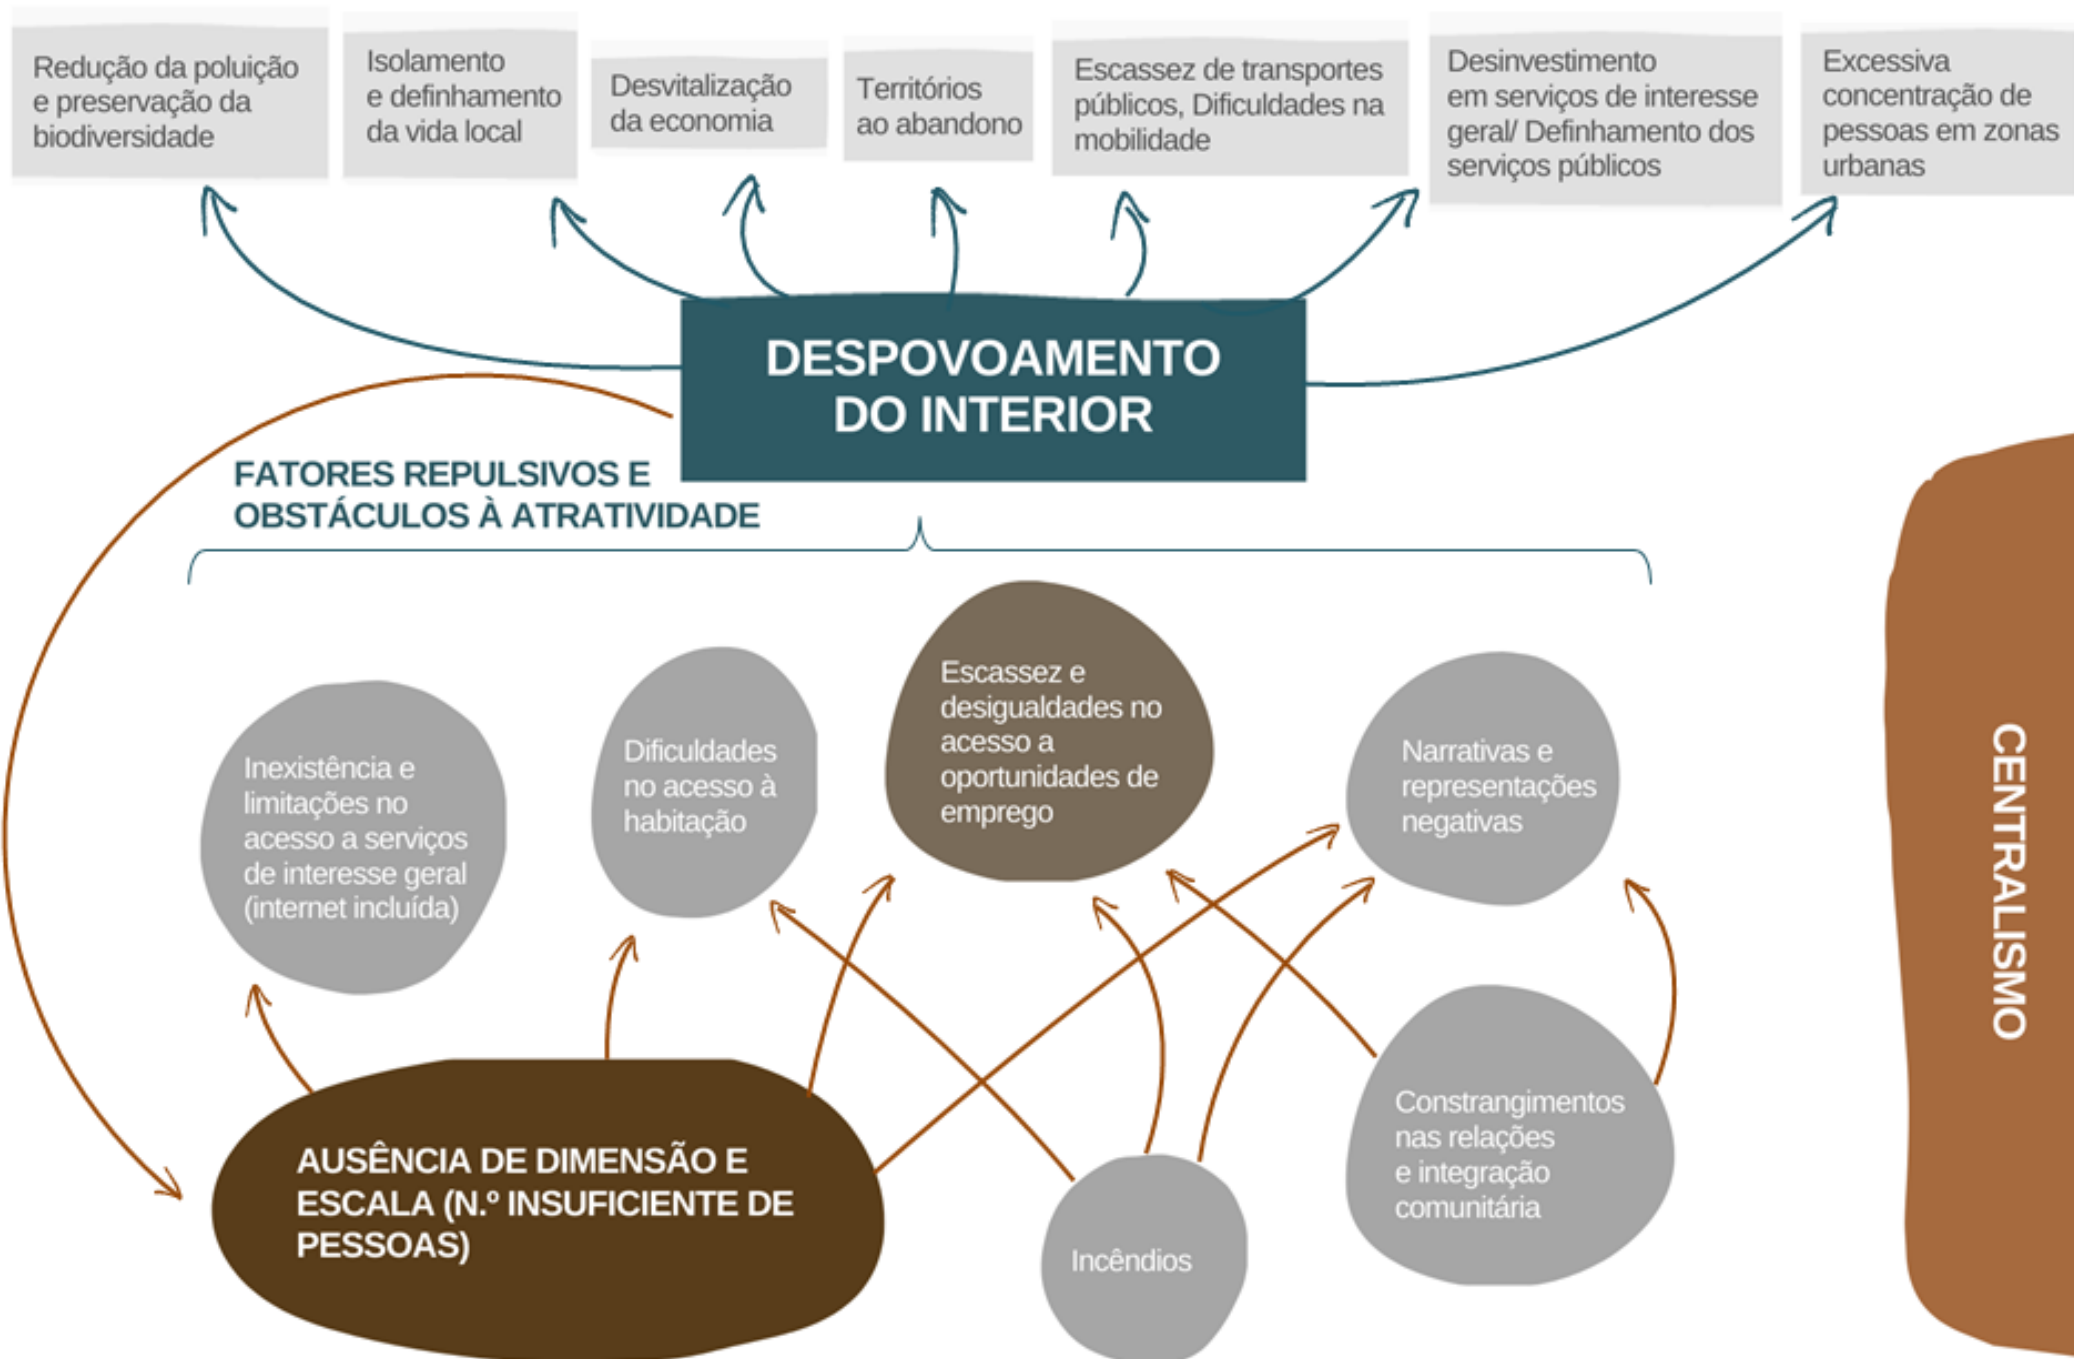 Redução da poluição
e preservação da
biodiversidade
Isolamento
e definhamento
da vida local
Desvitalização
da economia
Territórios
ao abandono
Escassez de transportes
públicos, Dificuldades na
mobilidade
Desinvestimento
em serviços de interesse
geral/ Definhamento dos
serviços públicos
Excessiva
concentração de
pessoas em zonas
urbanas
DESPOVOAMENTO
DO INTERIOR
FATORES REPULSIVOS E
OBSTÁCULOS À ATRATIVIDADE
Inexistência e
limitações no
acesso a serviços
de interesse geral
(internet incluída)
Dificuldades
no acesso à
habitação
Escassez e
desigualdades no
acesso a
oportunidades de
emprego
Narrativas e
representações
negativas
AUSÊNCIA DE DIMENSÃO E
ESCALA (N.º INSUFICIENTE DE
PESSOAS)
Incêndios
Constrangimentos
nas relações
e integração
comunitária
CENTRALISMO